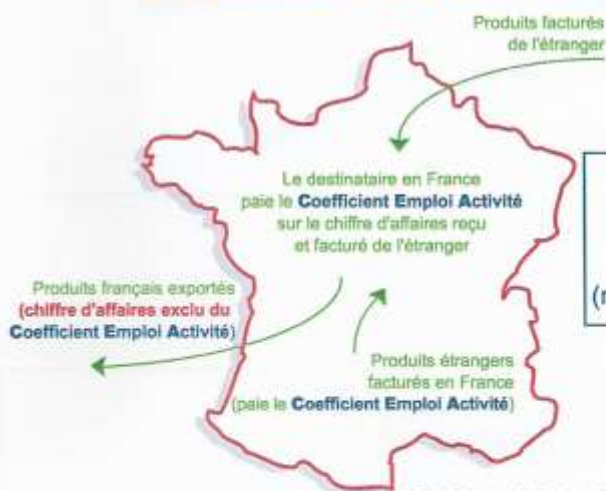 Produits facturés
de l'étranger
Le destinataire en France
paie le Coefficient Emploi Activité
sur le chiffre d'affaires reçu
et facturé de l'étranger
Produits français exportés
(chiffre d'affaires exclu du
Coefficient Emploi Activité)
Produits étrangers
facturés en France
(paie le Coefficient Emploi Activité)